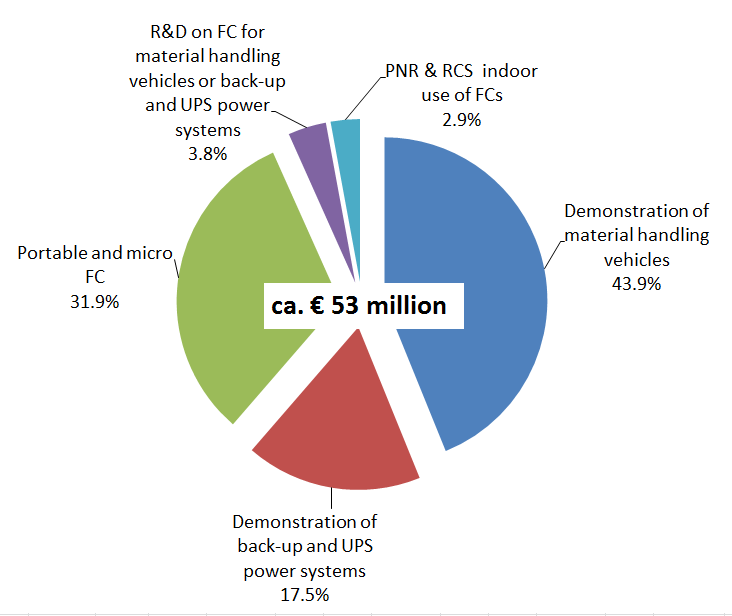 R&D on FC for
material handling
vehicles or back-up
and UPS power
systems
3.8%
PNR & RCS indoor
use of FCs
2.9%
Demonstration of
material handling
vehicles
43.9%
Portable and micro
FC
31.9%
ca. € 53 million
Demonstration of
back-up and UPS
power systems
17.5%